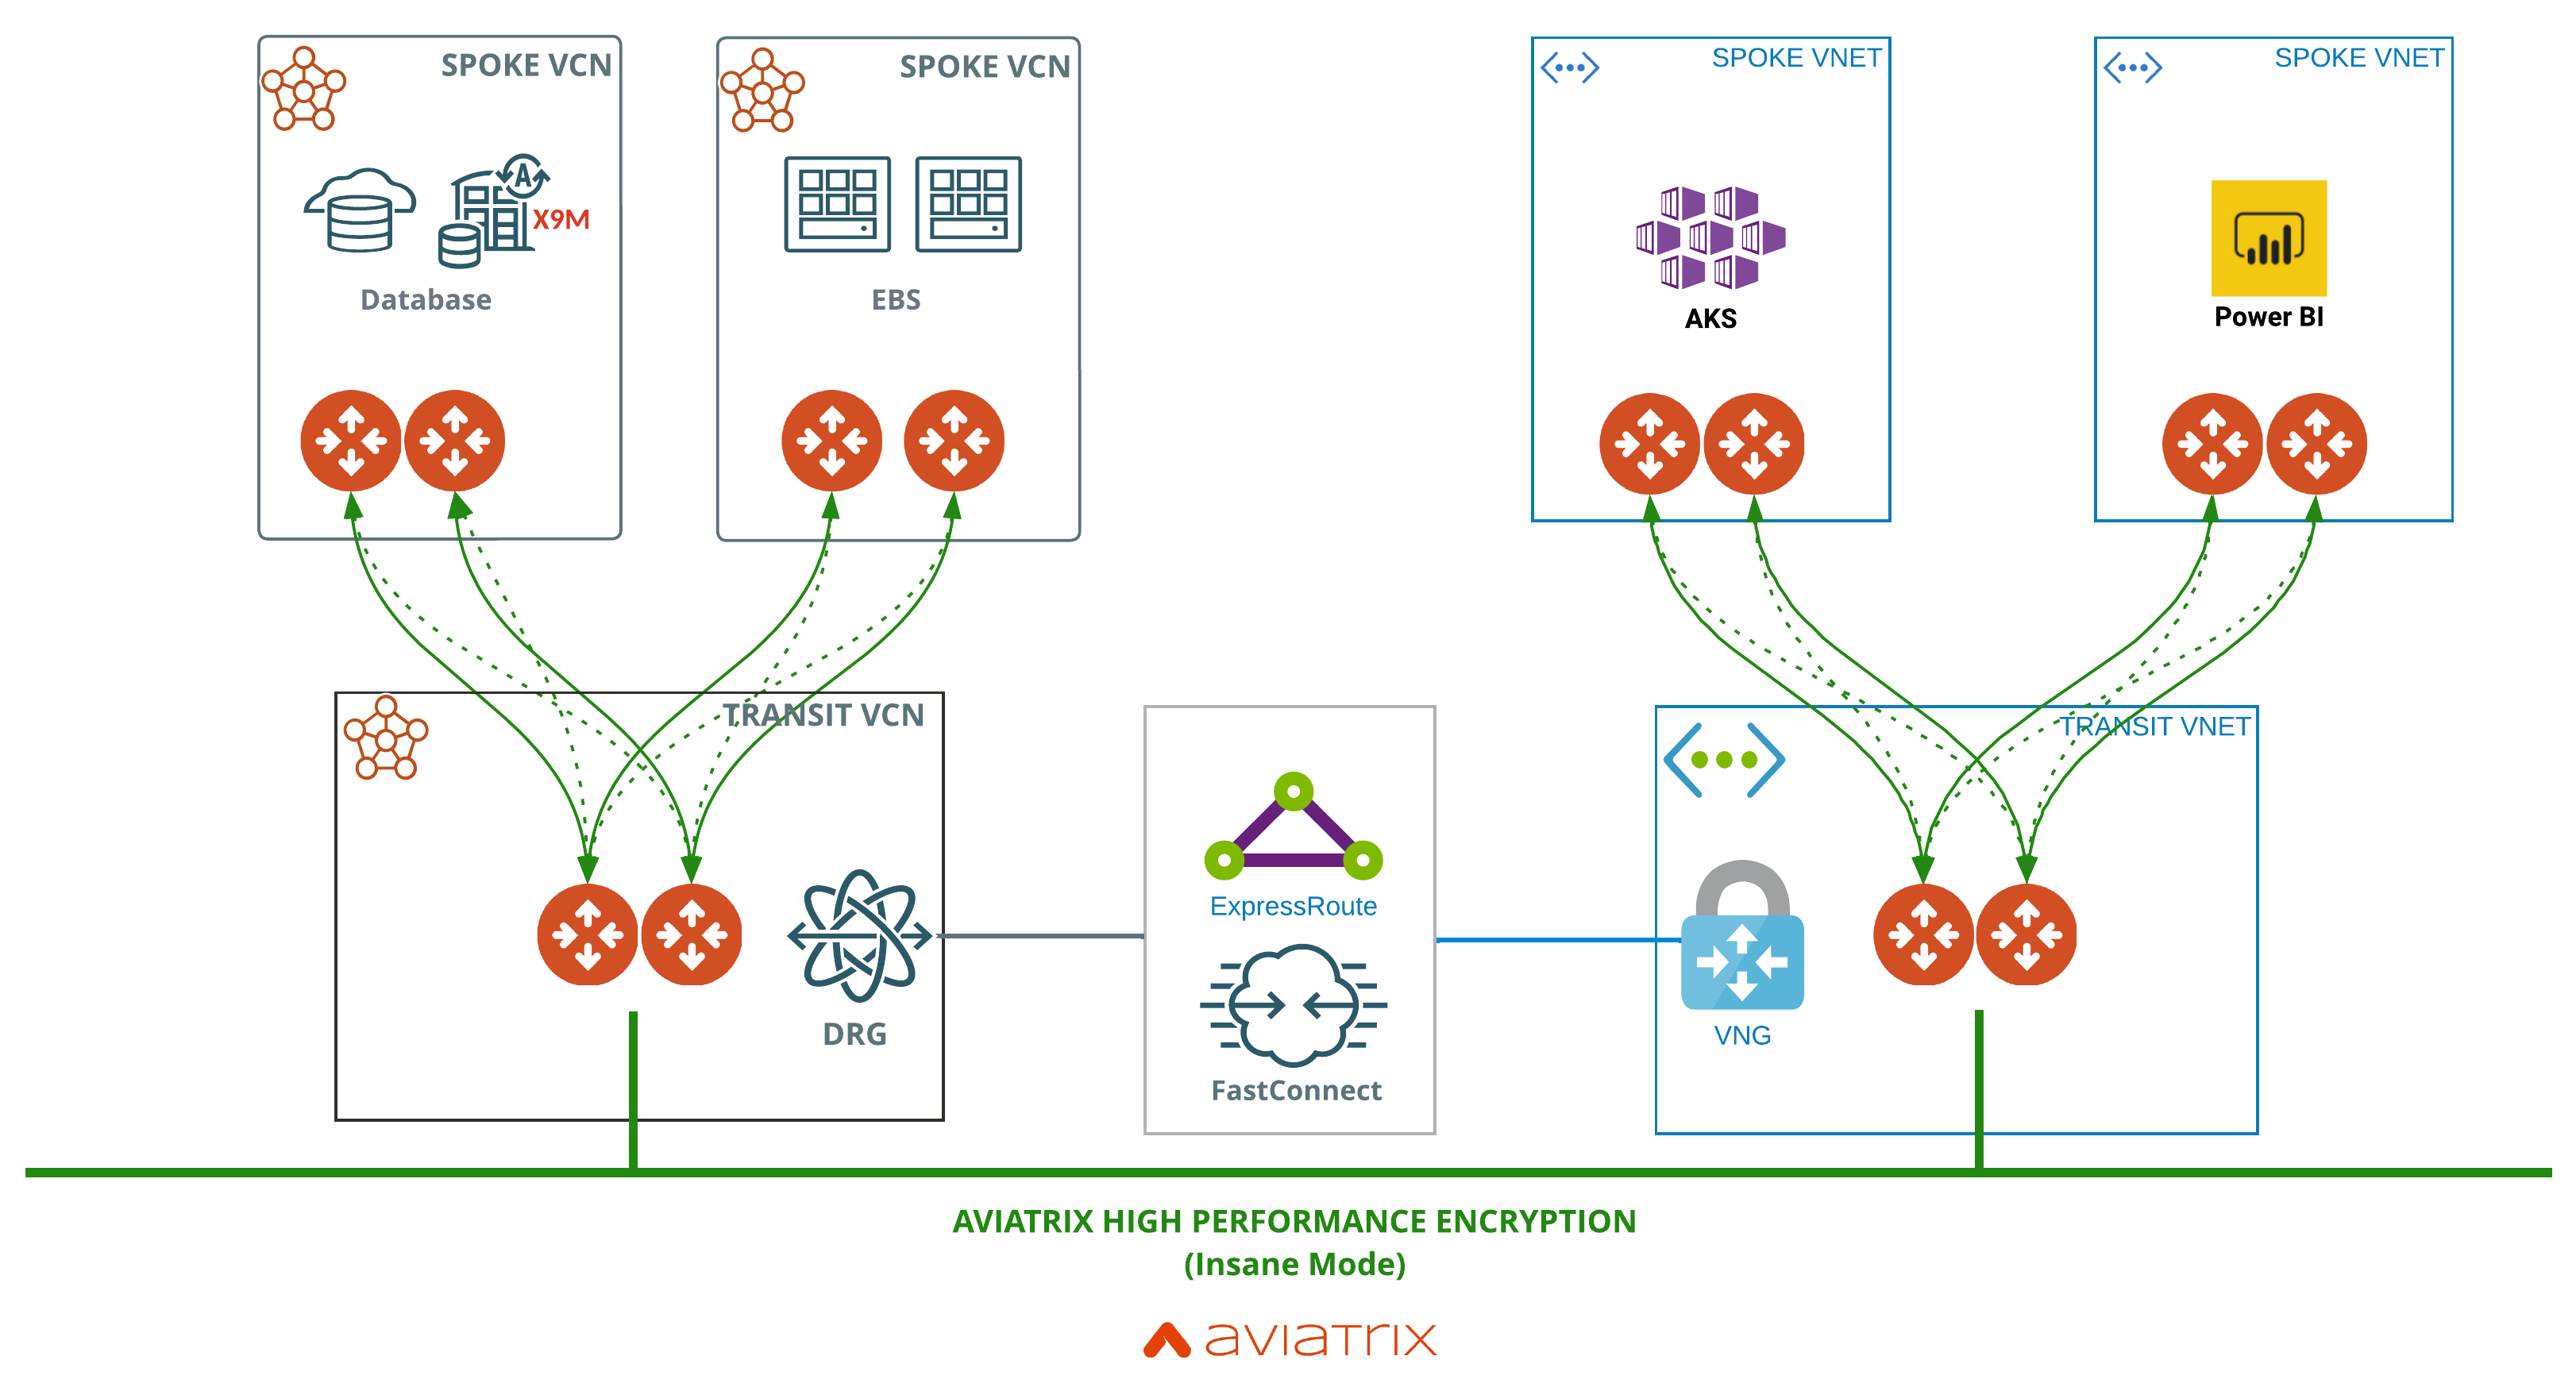 SPOKE VCN
SPOKE VCN
SPOKE VNET
SPOKE VNET
A
X9M
Database
EBS
AKS
Power BI
TRANSIT VCN
TRANSIT VNET
ExpressRoute
DRG
VNG
FastConnect
AVIATRIX HIGH PERFORMANCE ENCRYPTION
(Insane Mode)
aviatrix